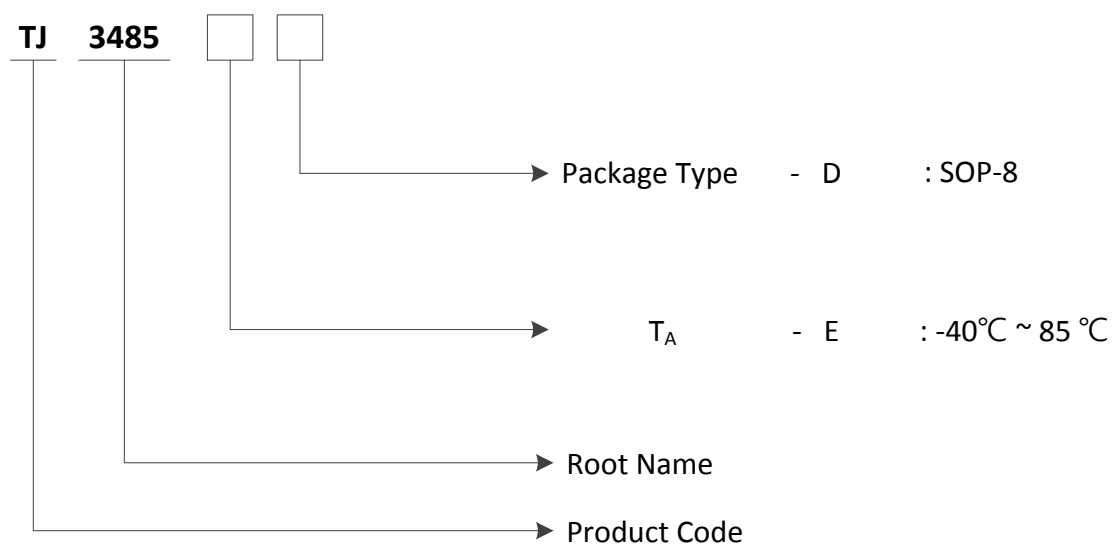 TJ 3485
Package Type - D : SOP-8
TA - E : -40℃ ~ 85 ℃
Root Name
Product Code